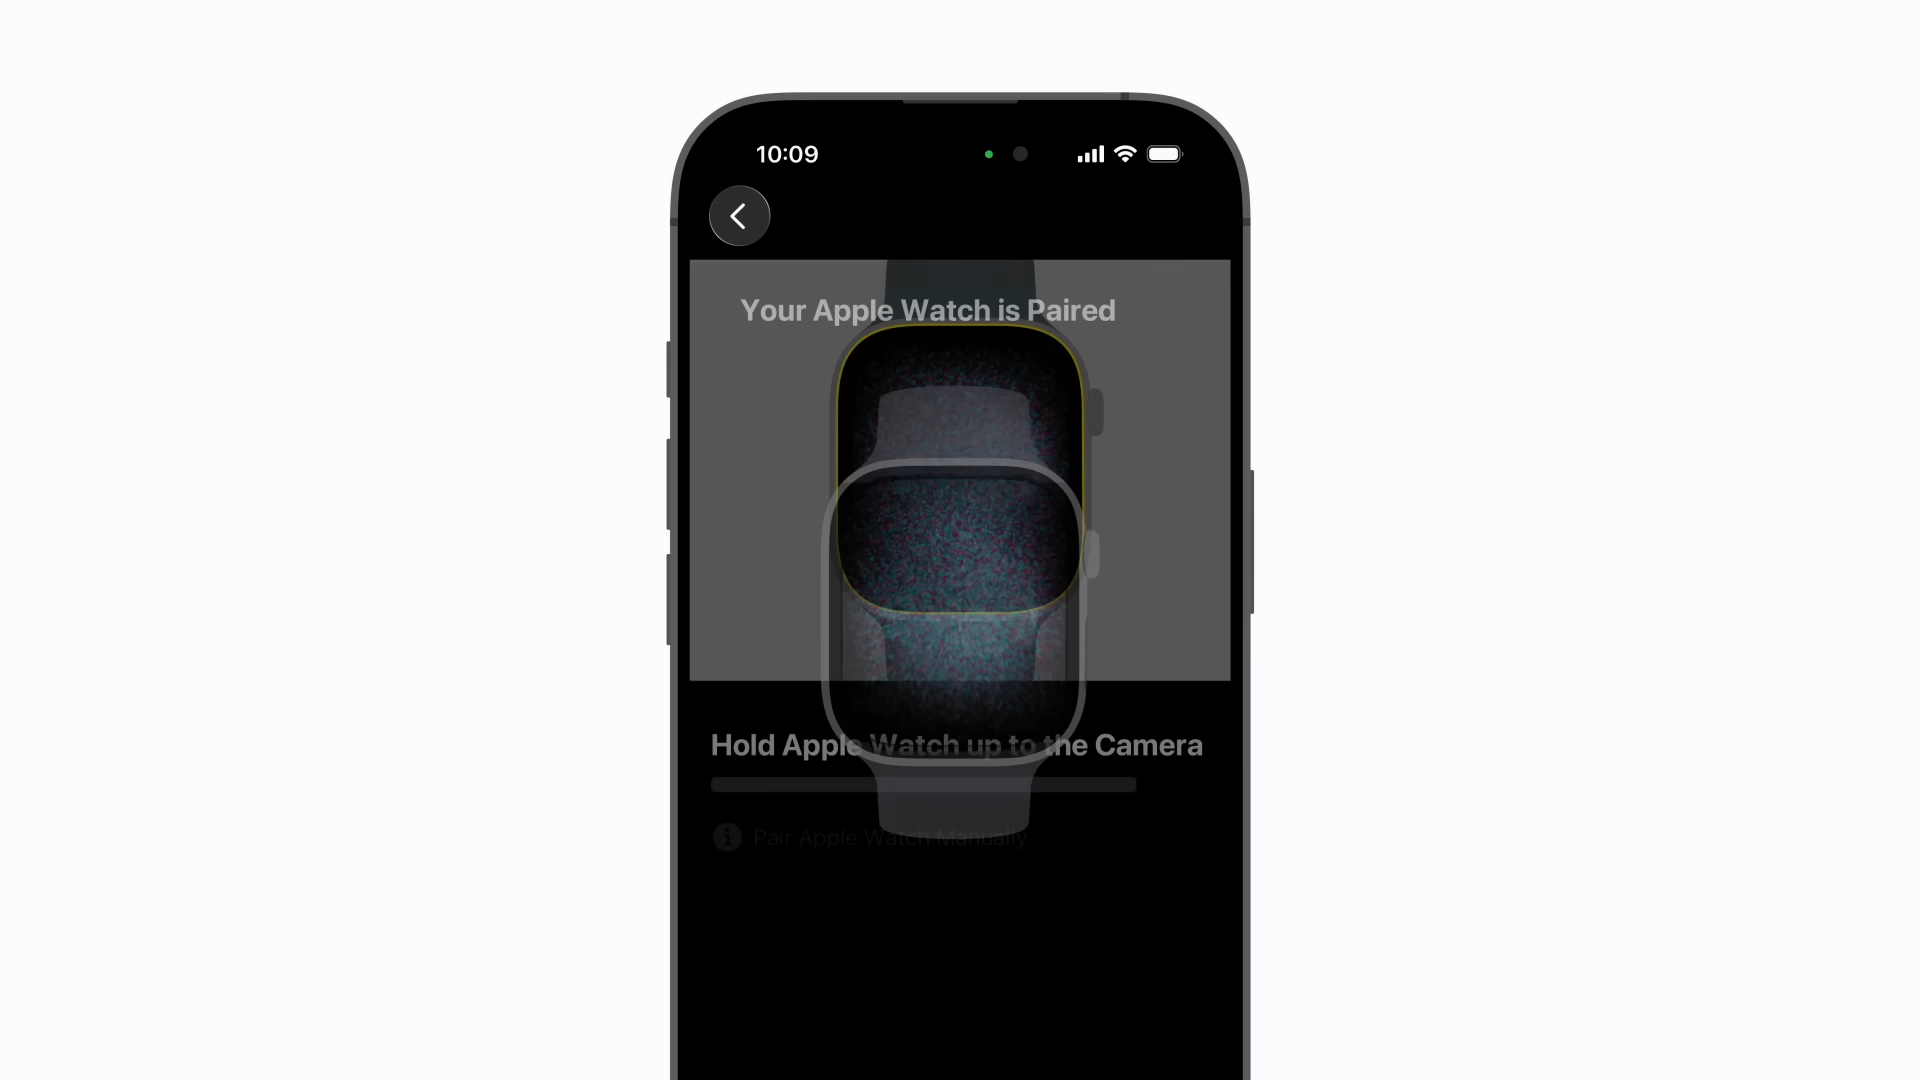 10:09
Your Apple Watch is Paired
Hold Apple Watch up to the Camera
Pair Apple Watch Manually